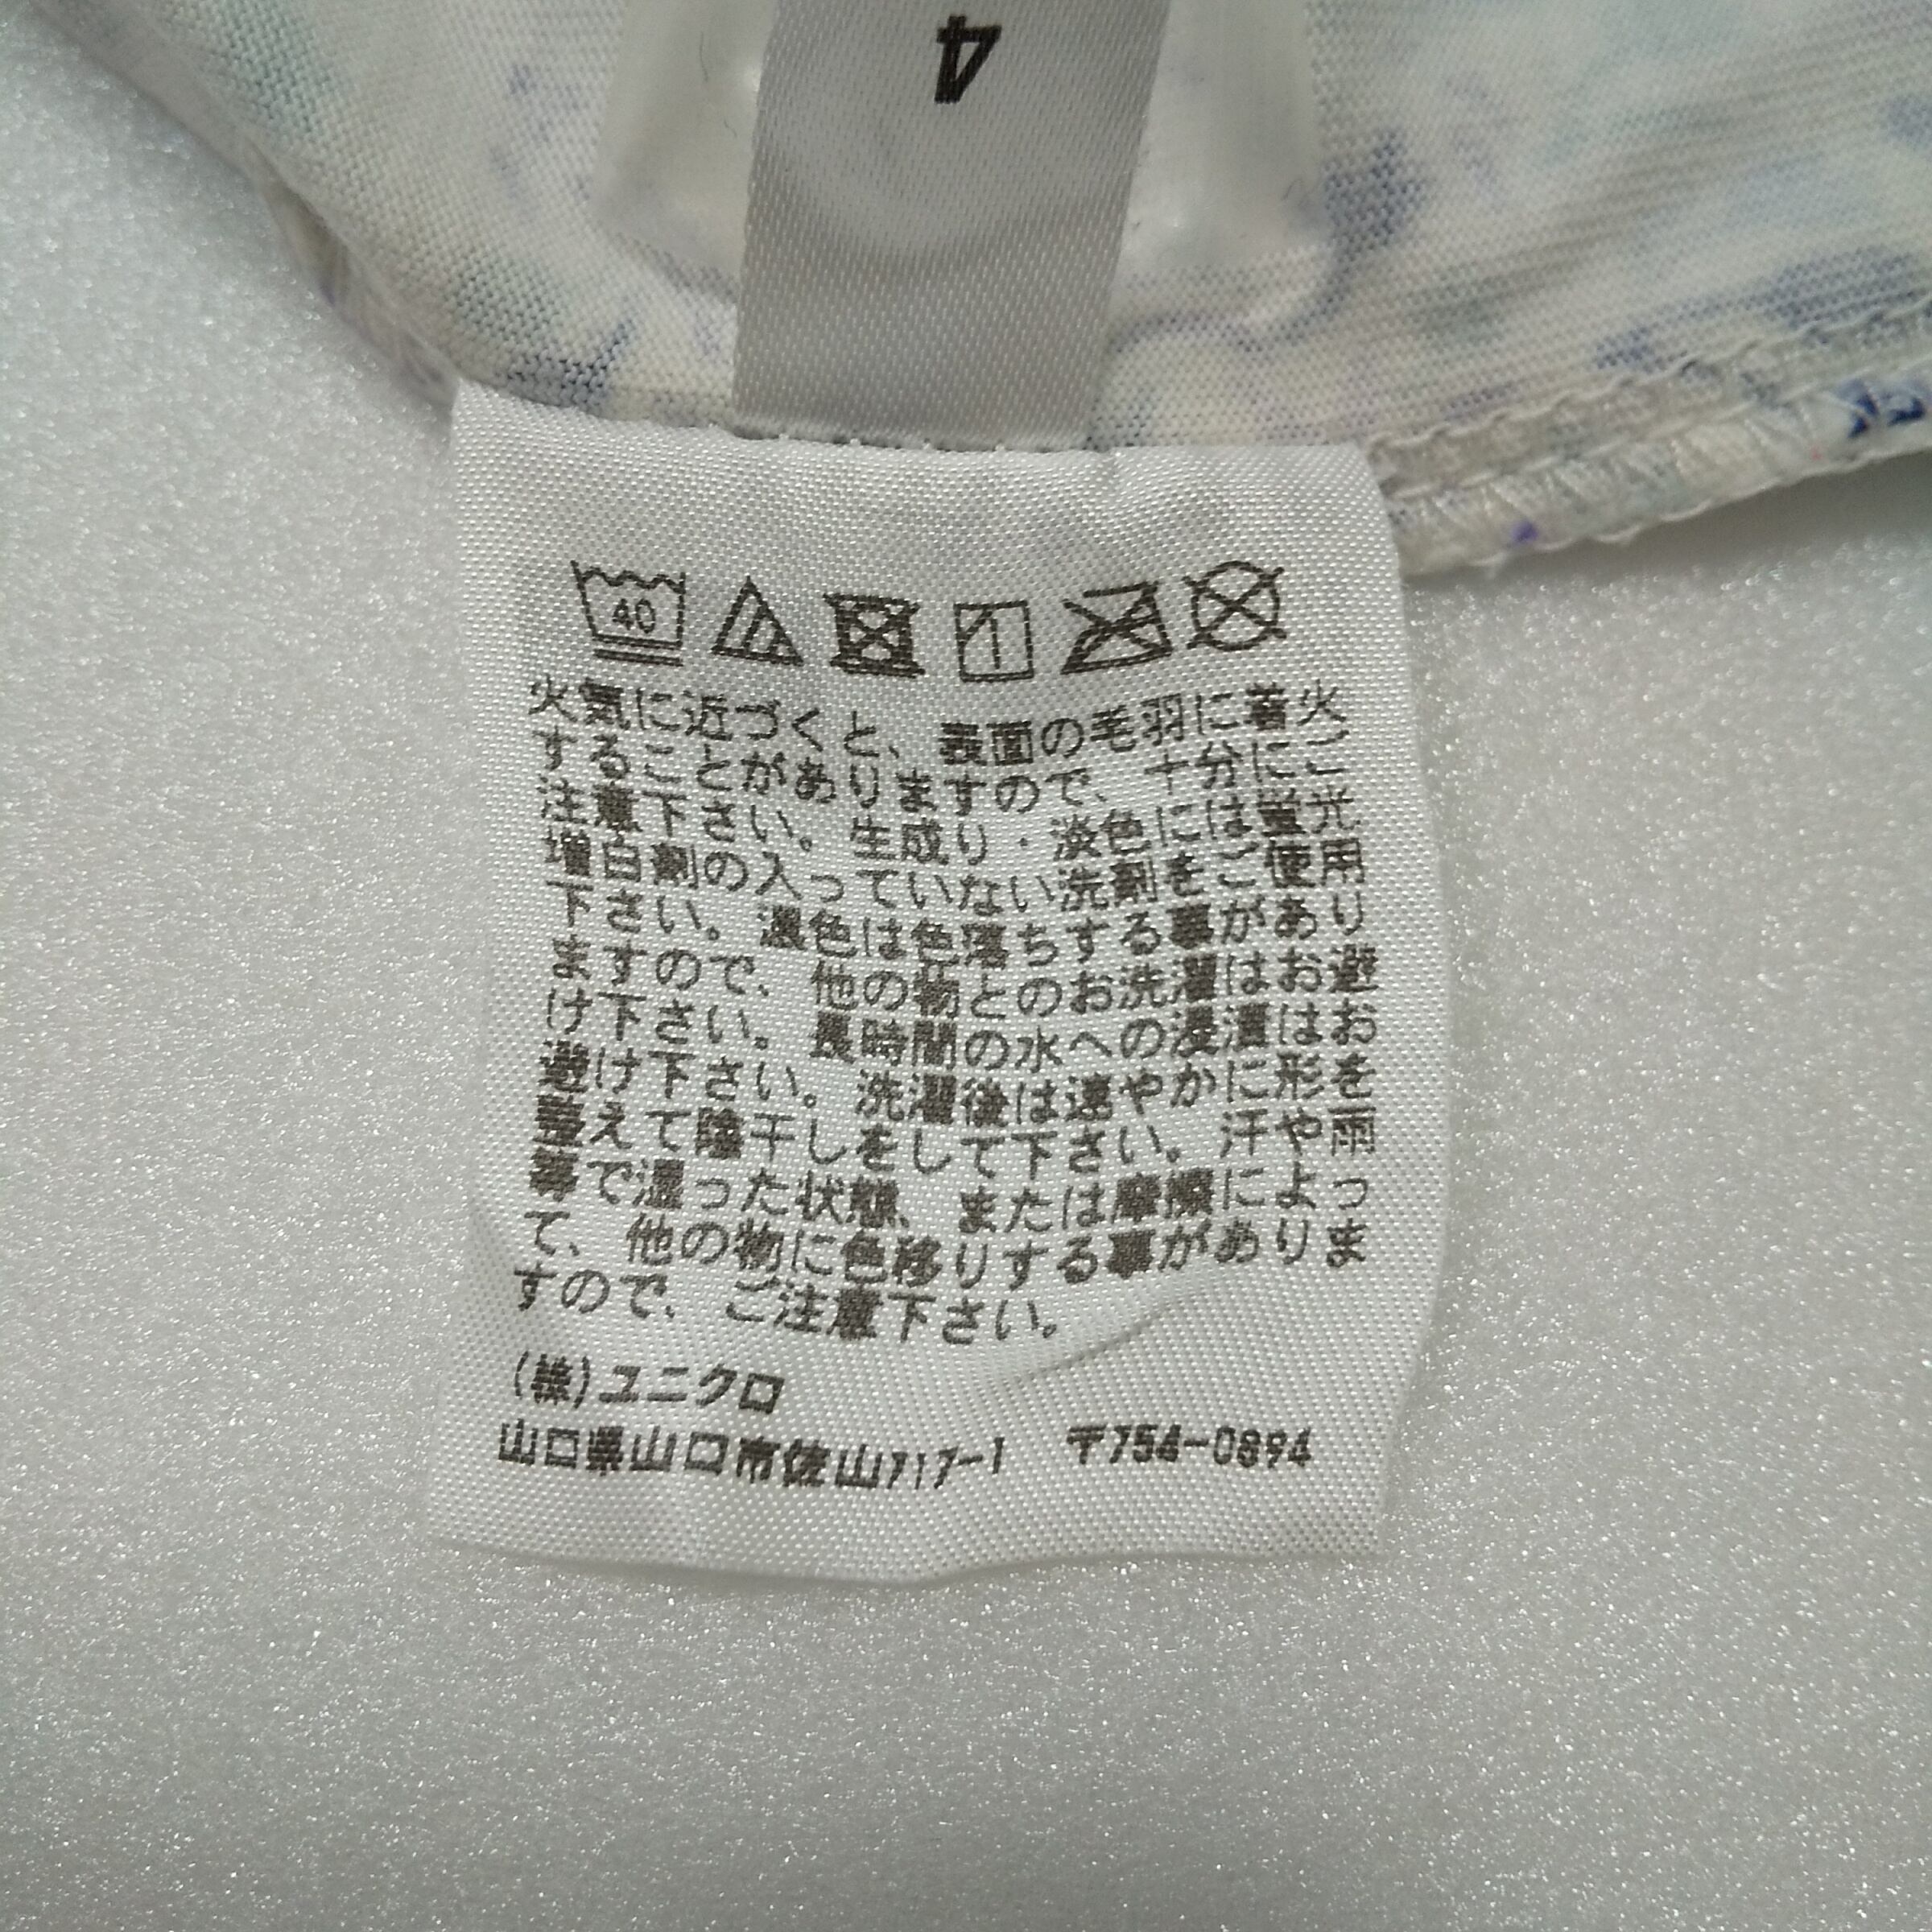 4
40
火気に近づくと、表面の毛羽に着火
することがありますので、十分にご
注意下さい。生成り・淡色には蛍光
増白剤の入っていない洗剤をご使用
下さい。濃色は色落ちする事があり
ますので、他の物とのお洗濯はお避
け下さい。長時間の水への浸漬はお
避け下さい。洗濯後は速やかに形を
整えて陰干しをして下さい。汗や雨
等で湿った状態、または摩擦によっ
て、他の物に色移りする事がありま
すので、ご注意下さい。
(株)ユニクロ
山口県山口市佐山717-1 〒754-0894